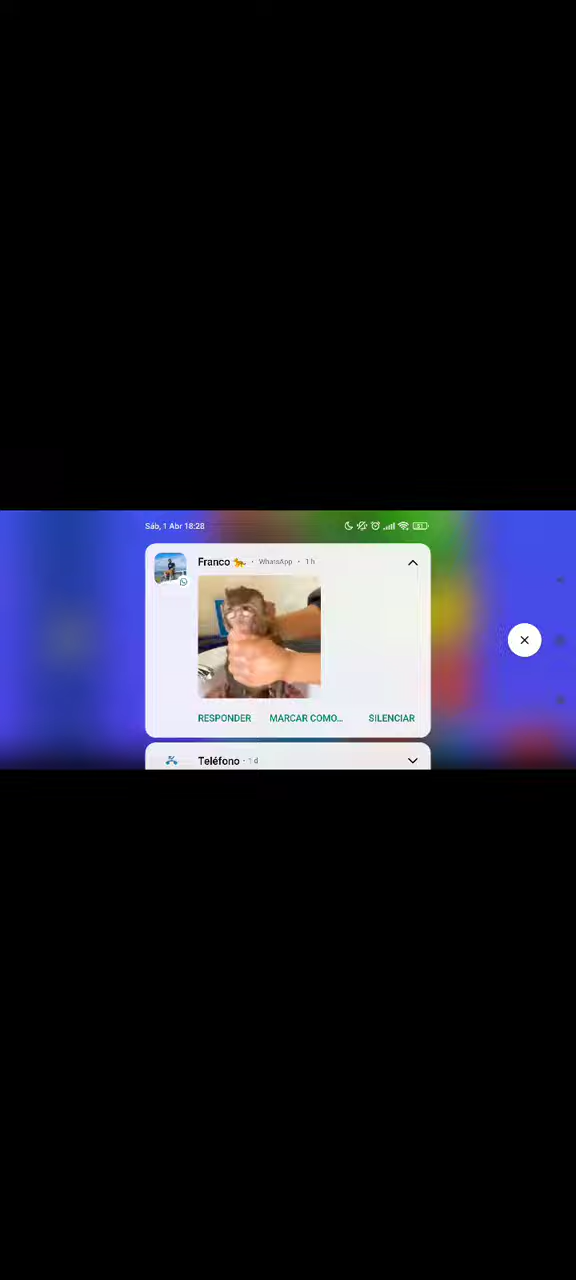 Sáb, 1 Abr 18:28
Franco 🐆 • WhatsApp • 1 h
RESPONDER MARCAR COMO... SILENCIAR
Teléfono • 1 d